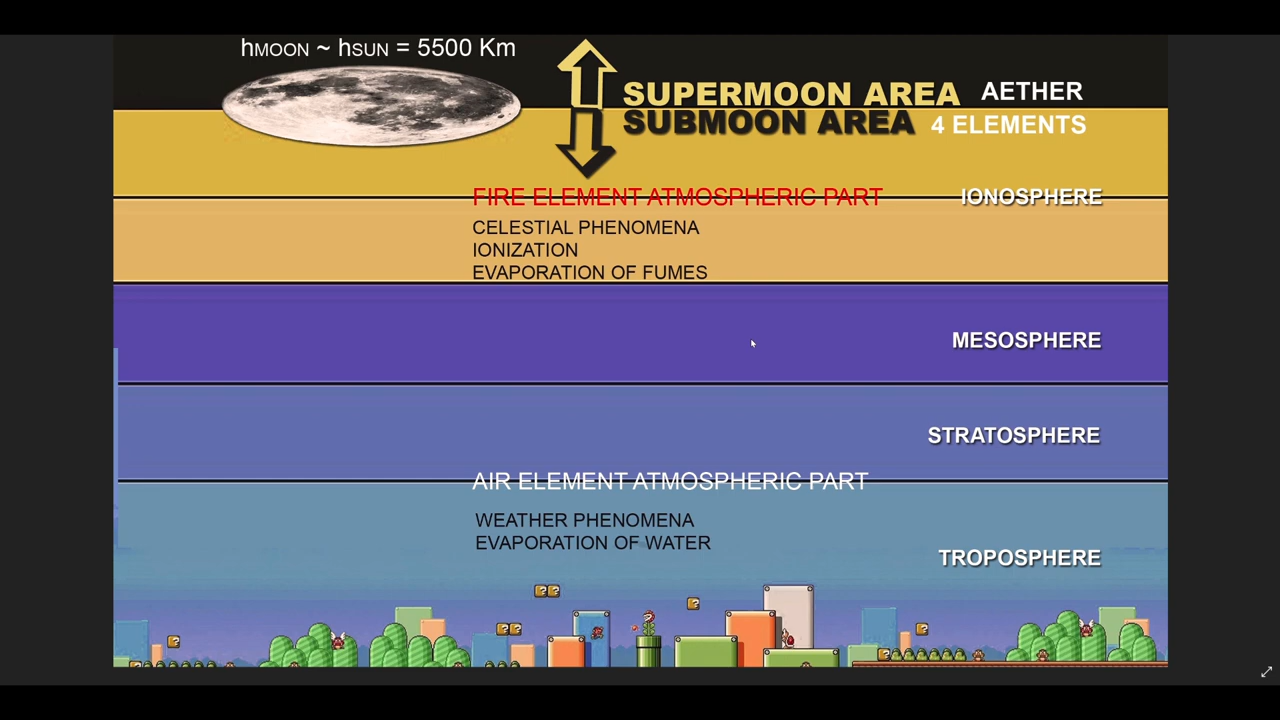 hMOON ~ hSUN = 5500 Km
SUPERMOON AREA AETHER
SUBMOON AREA 4 ELEMENTS
FIRE ELEMENT ATMOSPHERIC PART IONOSPHERE
CELESTIAL PHENOMENA
IONIZATION
EVAPORATION OF FUMES
MESOSPHERE
STRATOSPHERE
AIR ELEMENT ATMOSPHERIC PART
WEATHER PHENOMENA
EVAPORATION OF WATER
TROPOSPHERE